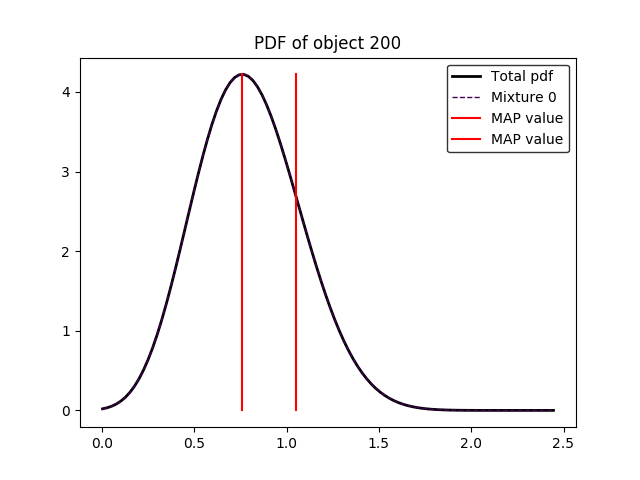 PDF of object 200
Total pdf
Mixture 0
MAP value
MAP value
4
3
2
1
0
0.0 0.5 1.0 1.5 2.0 2.5